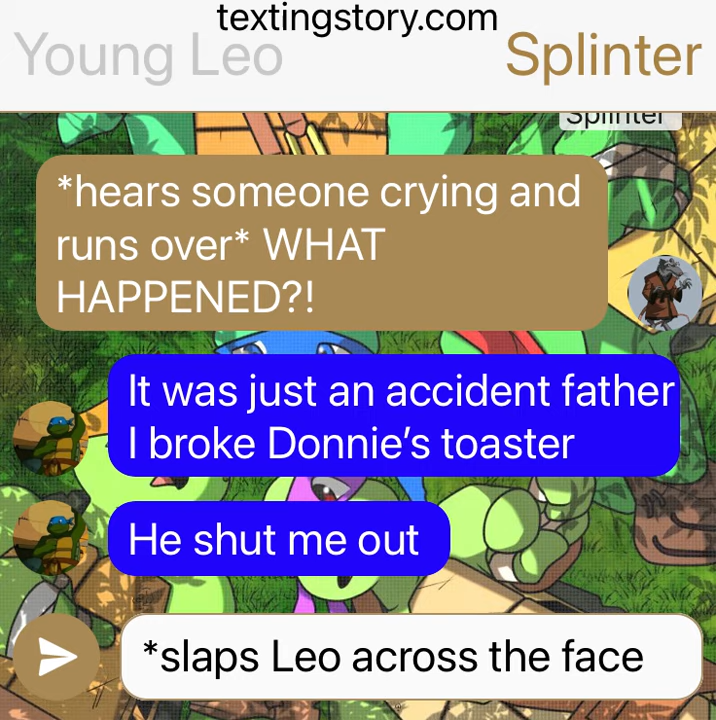 textingstory.com
Young Leo Splinter
Splinter
*hears someone crying and
runs over* WHAT
HAPPENED?!
It was just an accident father
I broke Donnie’s toaster
He shut me out
*slaps Leo across the face